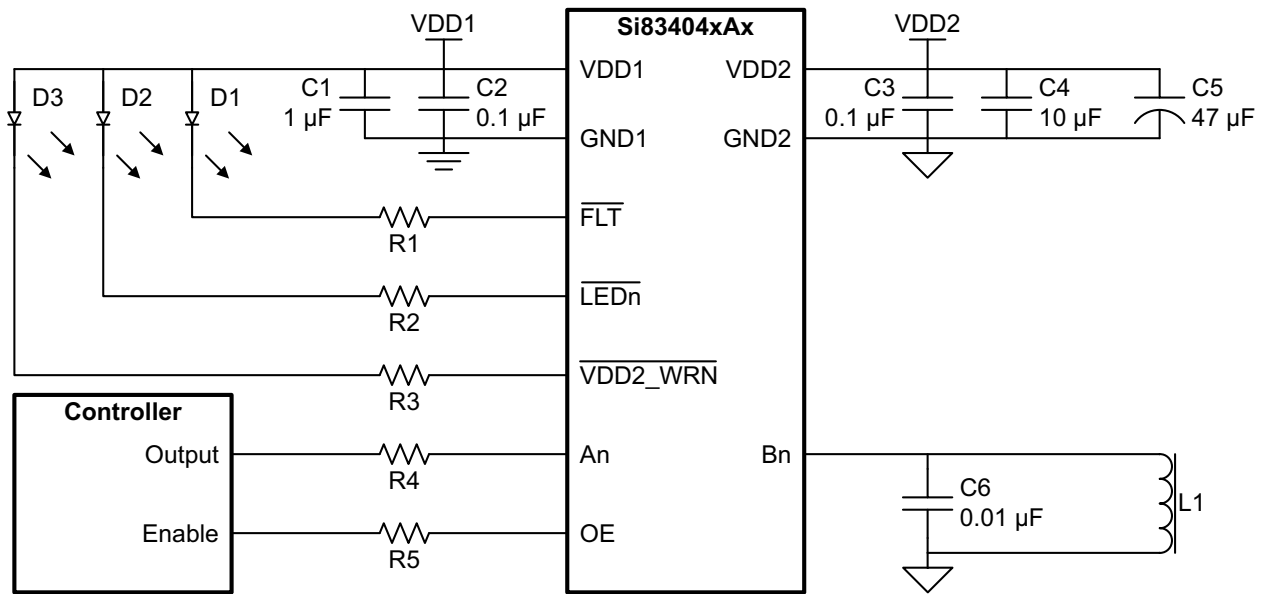 VDD1
Si83404xAx
VDD2
VDD1
VDD2
D3
D2
D1
C1
1 µF
C2
0.1 µF
C3
0.1 µF
C4
10 µF
C5
47 µF
GND1
GND2
FLT
R1
LEDn
R2
VDD2_WRN
R3
Controller
Output
An
Bn
R4
C6
0.01 µF
L1
Enable
OE
R5